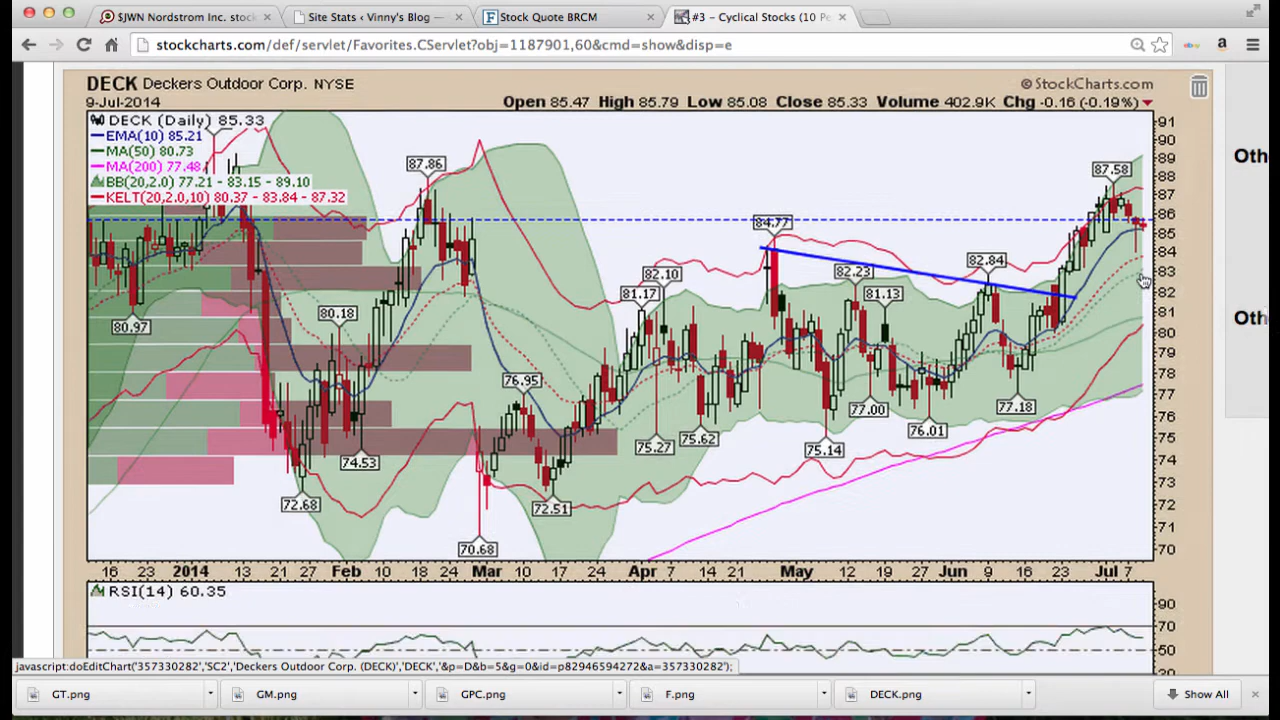 $JWN Nordstrom Inc. stock
Site Stats ‹ Vinny's Blog —
Stock Quote BRCM
#3 – Cyclical Stocks (10 Pe
stockcharts.com/def/servlet/Favorites.CServlet?obj=1187901,60&cmd=show&disp=e
DECK Deckers Outdoor Corp. NYSE
© StockCharts.com
9-Jul-2014
Open 85.47 High 85.79 Low 85.08 Close 85.33 Volume 402.9K Chg -0.16 (-0.19%)
DECK (Daily) 85.33
EMA(10) 85.21
MA(50) 80.73
MA(200) 77.48
BB(20,2.0) 77.21 - 83.15 - 89.10
KELT(20,2.0,10) 80.37 - 83.84 - 87.32
91
90
89
88
87
86
85
84
83
82
81
80
79
78
77
76
75
74
73
72
71
70
87.86
87.58
84.77
82.84
82.10
82.23
81.17
81.13
80.97
80.18
76.95
77.00
77.18
76.01
75.27
75.62
75.14
74.53
72.68
72.51
70.68
Oth
Oth
16 23 2014 13 21 27 Feb 10 18 24 Mar 10 17 24 Apr 7 14 21 May 12 19 27 Jun 9 16 23 Jul 7
RSI(14) 60.35
90
70
50
javascript:doEditChart('357330282','SC2','Deckers Outdoor Corp. (DECK)','DECK','&p=D&b=5&g=0&id=p82946594272&a=357330282');
GT.png
GM.png
GPC.png
F.png
DECK.png
Show All